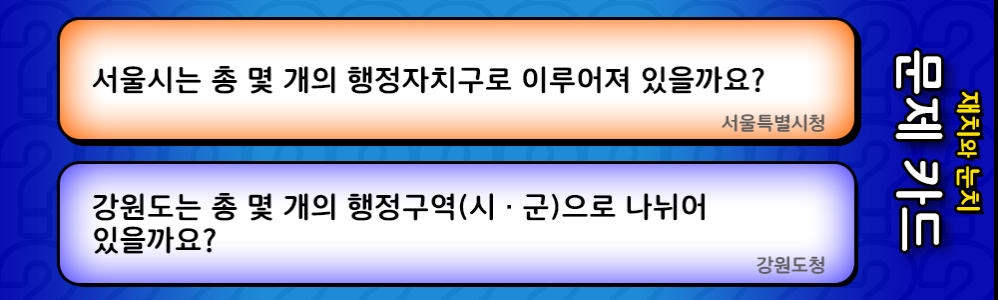 서울시는 총 몇 개의 행정자치구로 이루어져 있을까요?
서울특별시청
강원도는 총 몇 개의 행정구역(시 · 군)으로 나뉘어
있을까요?
강원도청
재치와 눈치
문제 카드